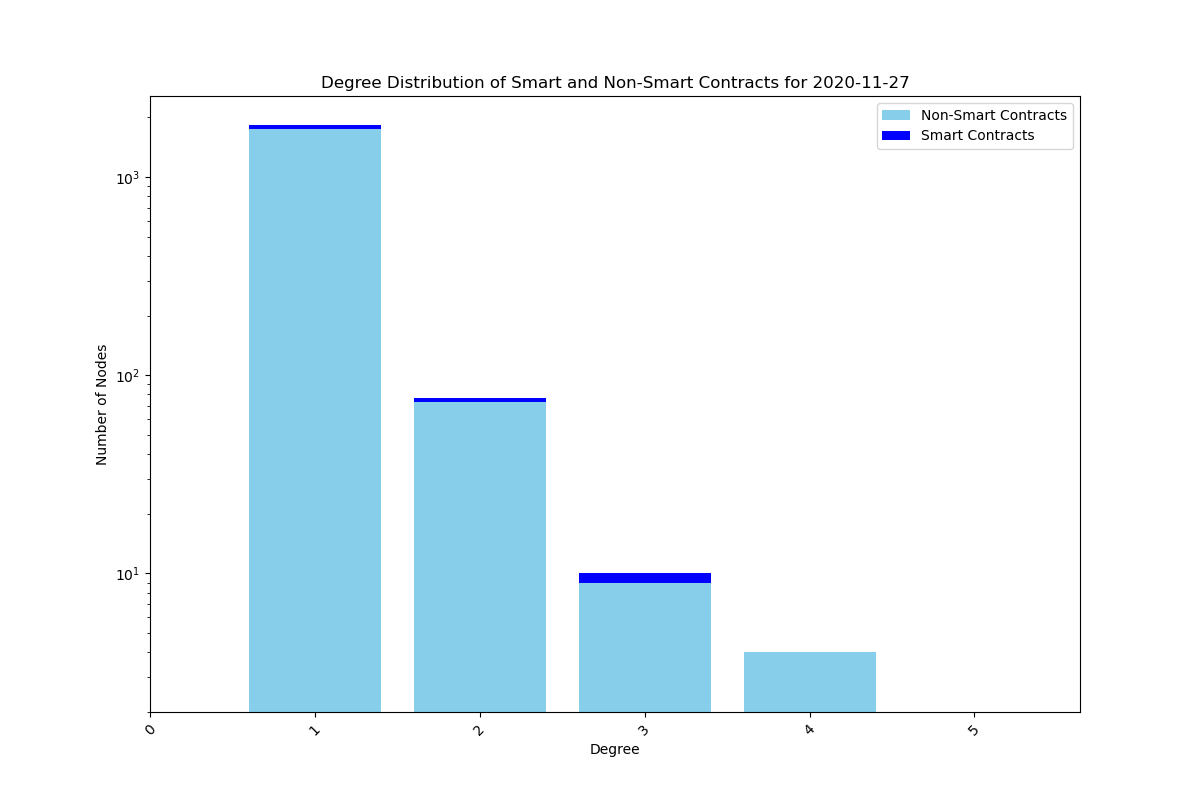 Degree Distribution of Smart and Non-Smart Contracts for 2020-11-27
Non-Smart Contracts
Smart Contracts
Number of Nodes
10³
10²
10¹
0 1 2 3 4 5
Degree